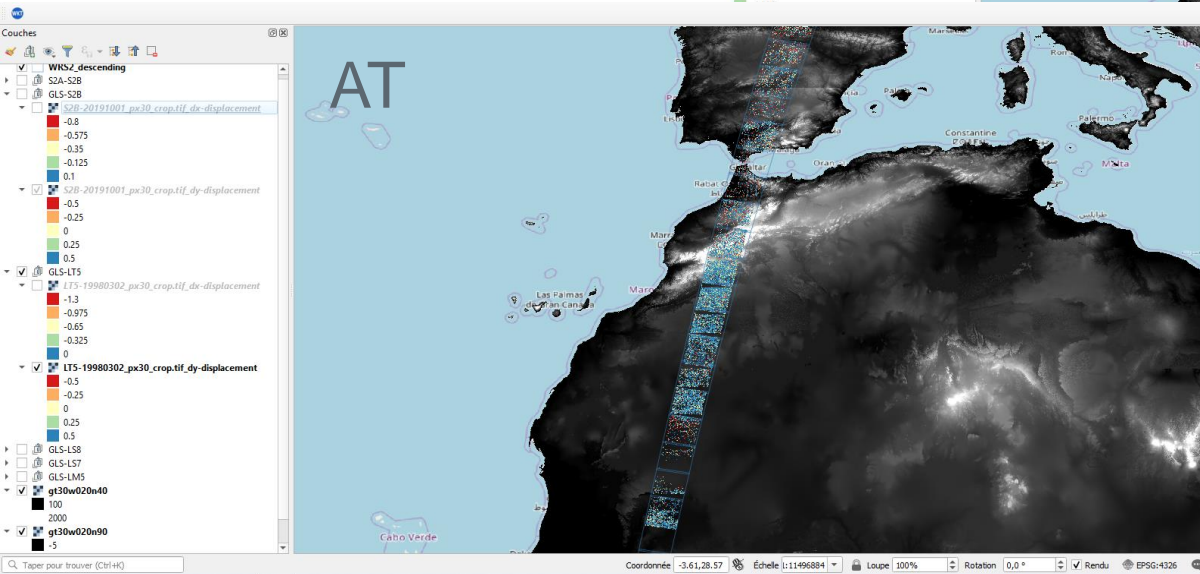 WKT
Couches
WRS2_descending
S2A-S2B
GLS-S2B
S2B-20191001_px30_crop.tif_dx-displacement
-0.8
-0.575
-0.35
-0.125
0.1
S2B-20191001_px30_crop.tif_dy-displacement
-0.5
-0.25
0
0.25
0.5
GLS-LT5
LT5-19980302_px30_crop.tif_dx-displacement
-1.3
-0.975
-0.65
-0.325
0
LT5-19980302_px30_crop.tif_dy-displacement
-0.5
-0.25
0
0.25
0.5
GLS-LS8
GLS-LS7
GLS-LM5
gt30w020n40
100
2000
gt30w020n90
-5
AT
Palermo
Constantine
Oran
Malta
Rabat
Las Palmas
de Gran Canaria
Cabo Verde
طرابلس
Taper pour trouver (Ctrl+K)
Coordonnée -3.61,28.57 Échelle 1:11496884 Loupe 100% Rotation 0,0 ° Rendu EPSG:4326